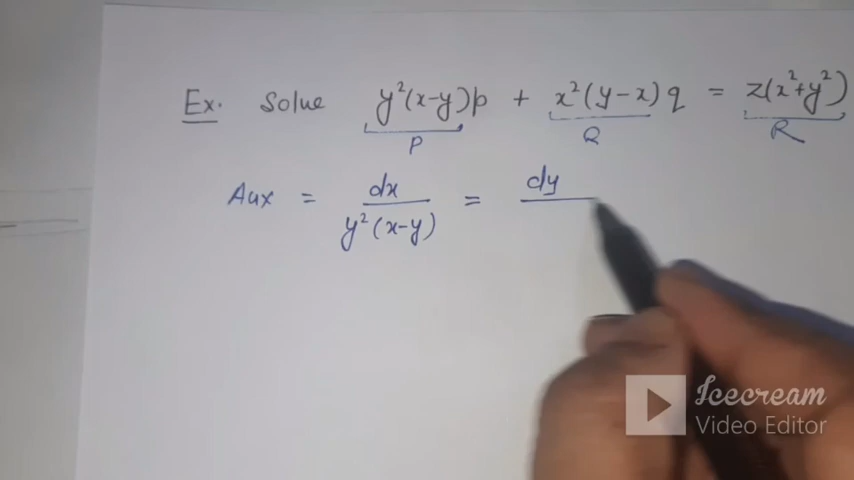 Ex. Solve y²(x-y)p + x²(y-x)q = z(x²+y²)
P Q R
Aux = dx / y²(x-y) = dy
Icecream
Video Editor